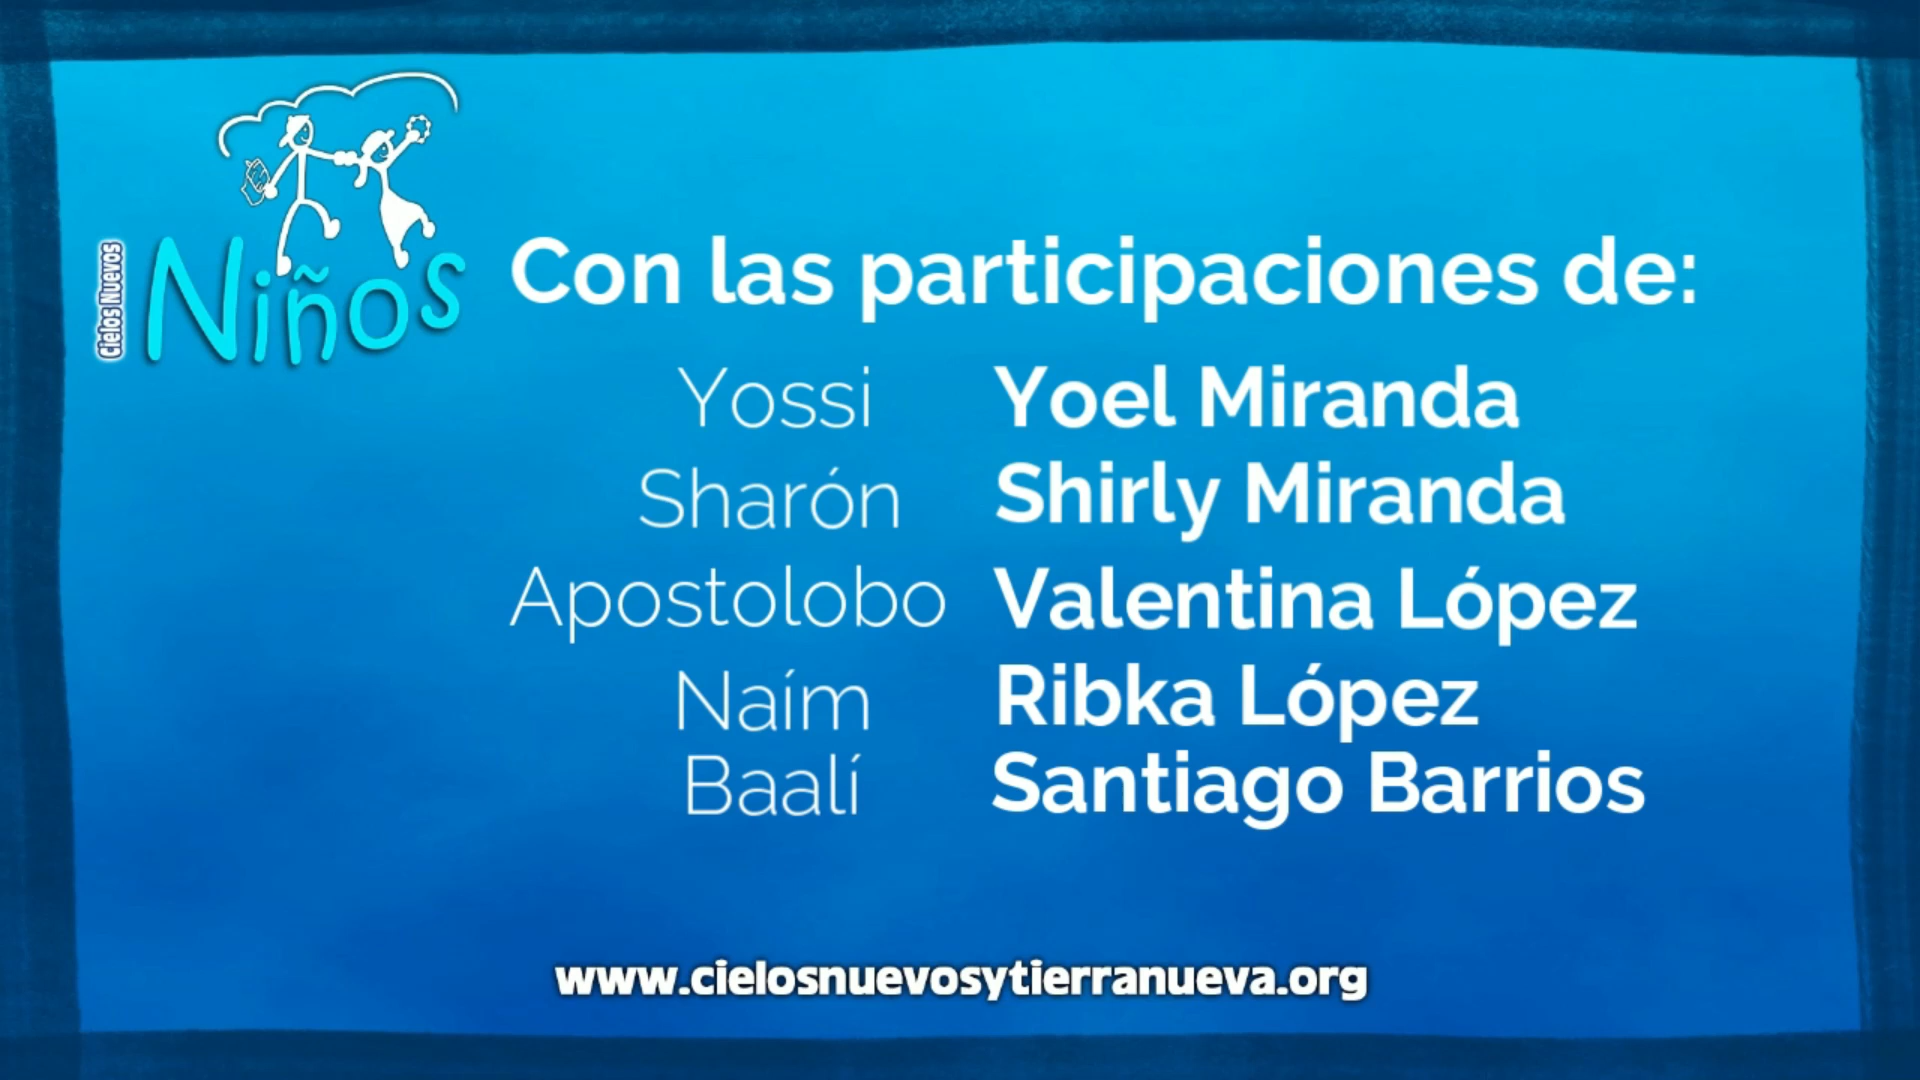 Cielos Nuevos
Niños
Con las participaciones de:
Yossi Yoel Miranda
Sharón Shirly Miranda
Apostolobo Valentina López
Naím Ribka López
Baalí Santiago Barrios
www.cielosnuevosytierranueva.org